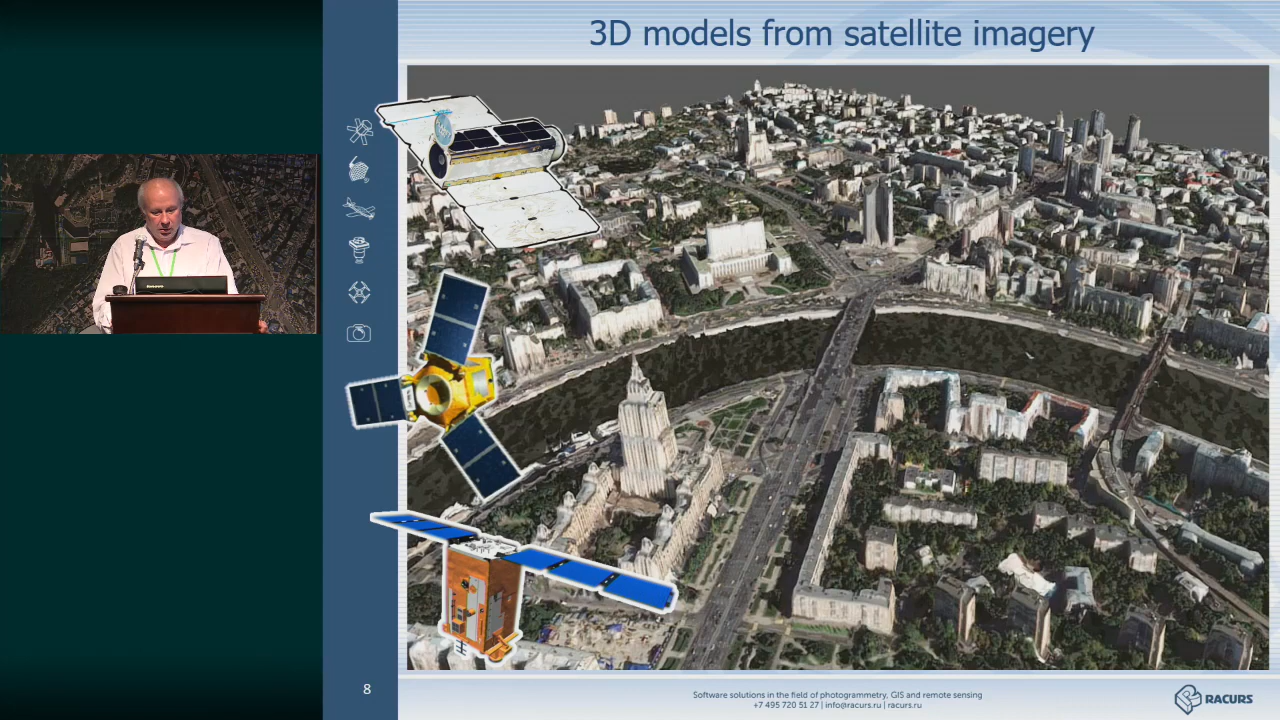 3D models from satellite imagery
8
Software solutions in the field of photogrammetry, GIS and remote sensing
+7 495 720 51 27 | info@racurs.ru | racurs.ru
RACURS